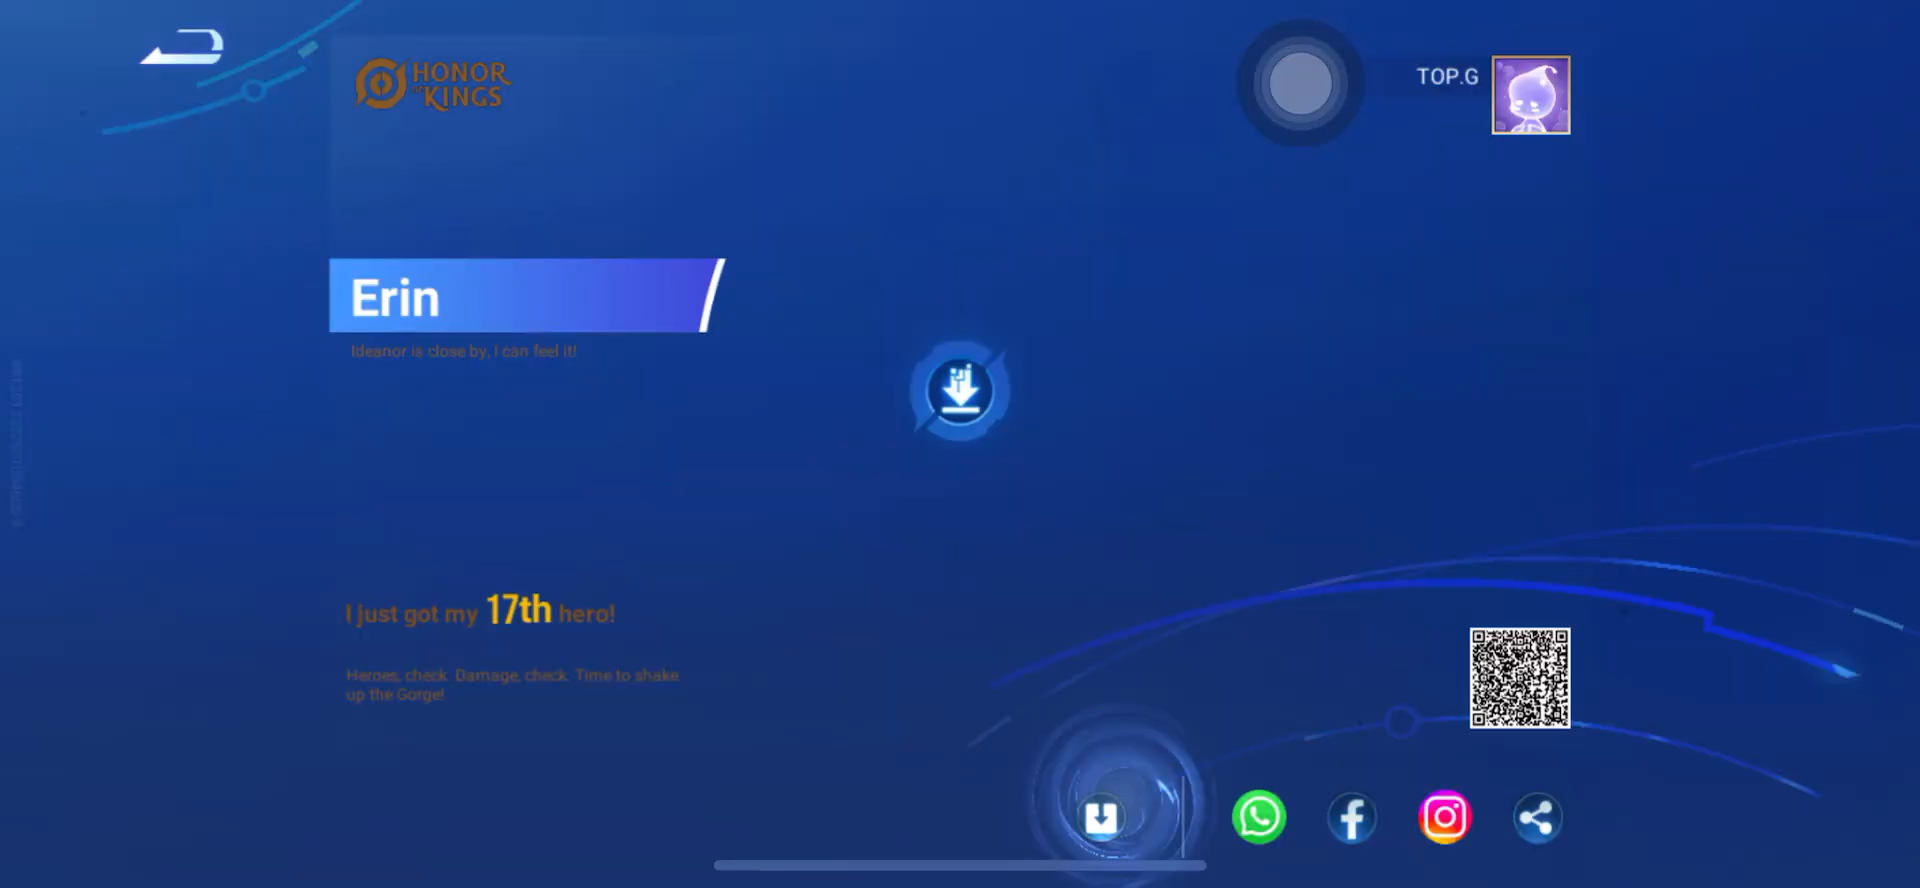 HONOR
OF KINGS
TOP.G
Erin
Ideanor is close by, I can feel it!
I just got my 17th hero!
Heroes, check. Damage, check. Time to shake
up the Gorge!